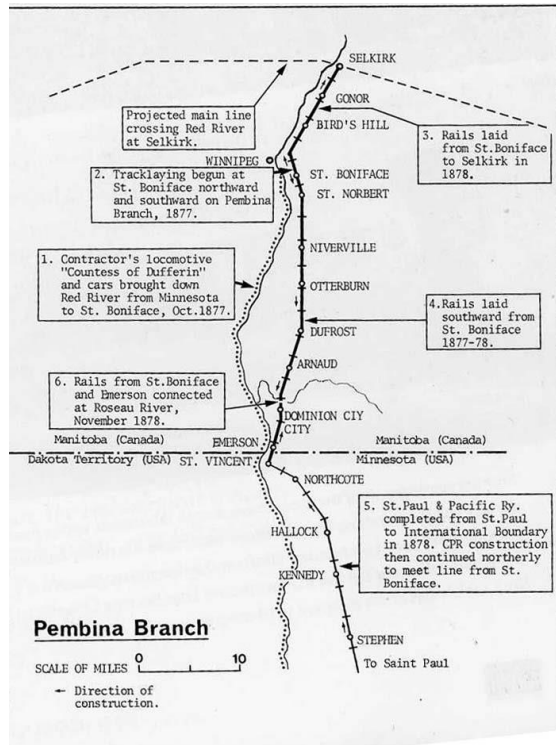 SELKIRK
Projected main line
crossing Red River
at Selkirk.
GONOR
BIRD'S HILL
3. Rails laid
from St.Boniface
to Selkirk in
1878.
WINNIPEG
2. Tracklaying begun at
St. Boniface northward
and southward on Pembina
Branch, 1877.
ST. BONIFACE
ST. NORBERT
1. Contractor's locomotive
"Countess of Dufferin"
and cars brought down
Red River from Minnesota
to St. Boniface, Oct.1877.
NIVERVILLE
OTTERBURN
4.Rails laid
southward from
St. Boniface
1877-78.
DUFROST
ARNAUD
6. Rails from St.Boniface
and Emerson connected
at Roseau River,
November 1878.
DOMINION CIY
CITY
EMERSON
Manitoba (Canada)
Manitoba (Canada)
Dakota Territory (USA)
ST. VINCENT
Minnesota (USA)
NORTHCOTE
5. St.Paul & Pacific Ry.
completed from St.Paul
to International Boundary
in 1878. CPR construction
then continued northerly
to meet line from St.
Boniface.
HALLOCK
KENNEDY
STEPHEN
To Saint Paul
Pembina Branch
SCALE OF MILES 0 10
← Direction of
construction.